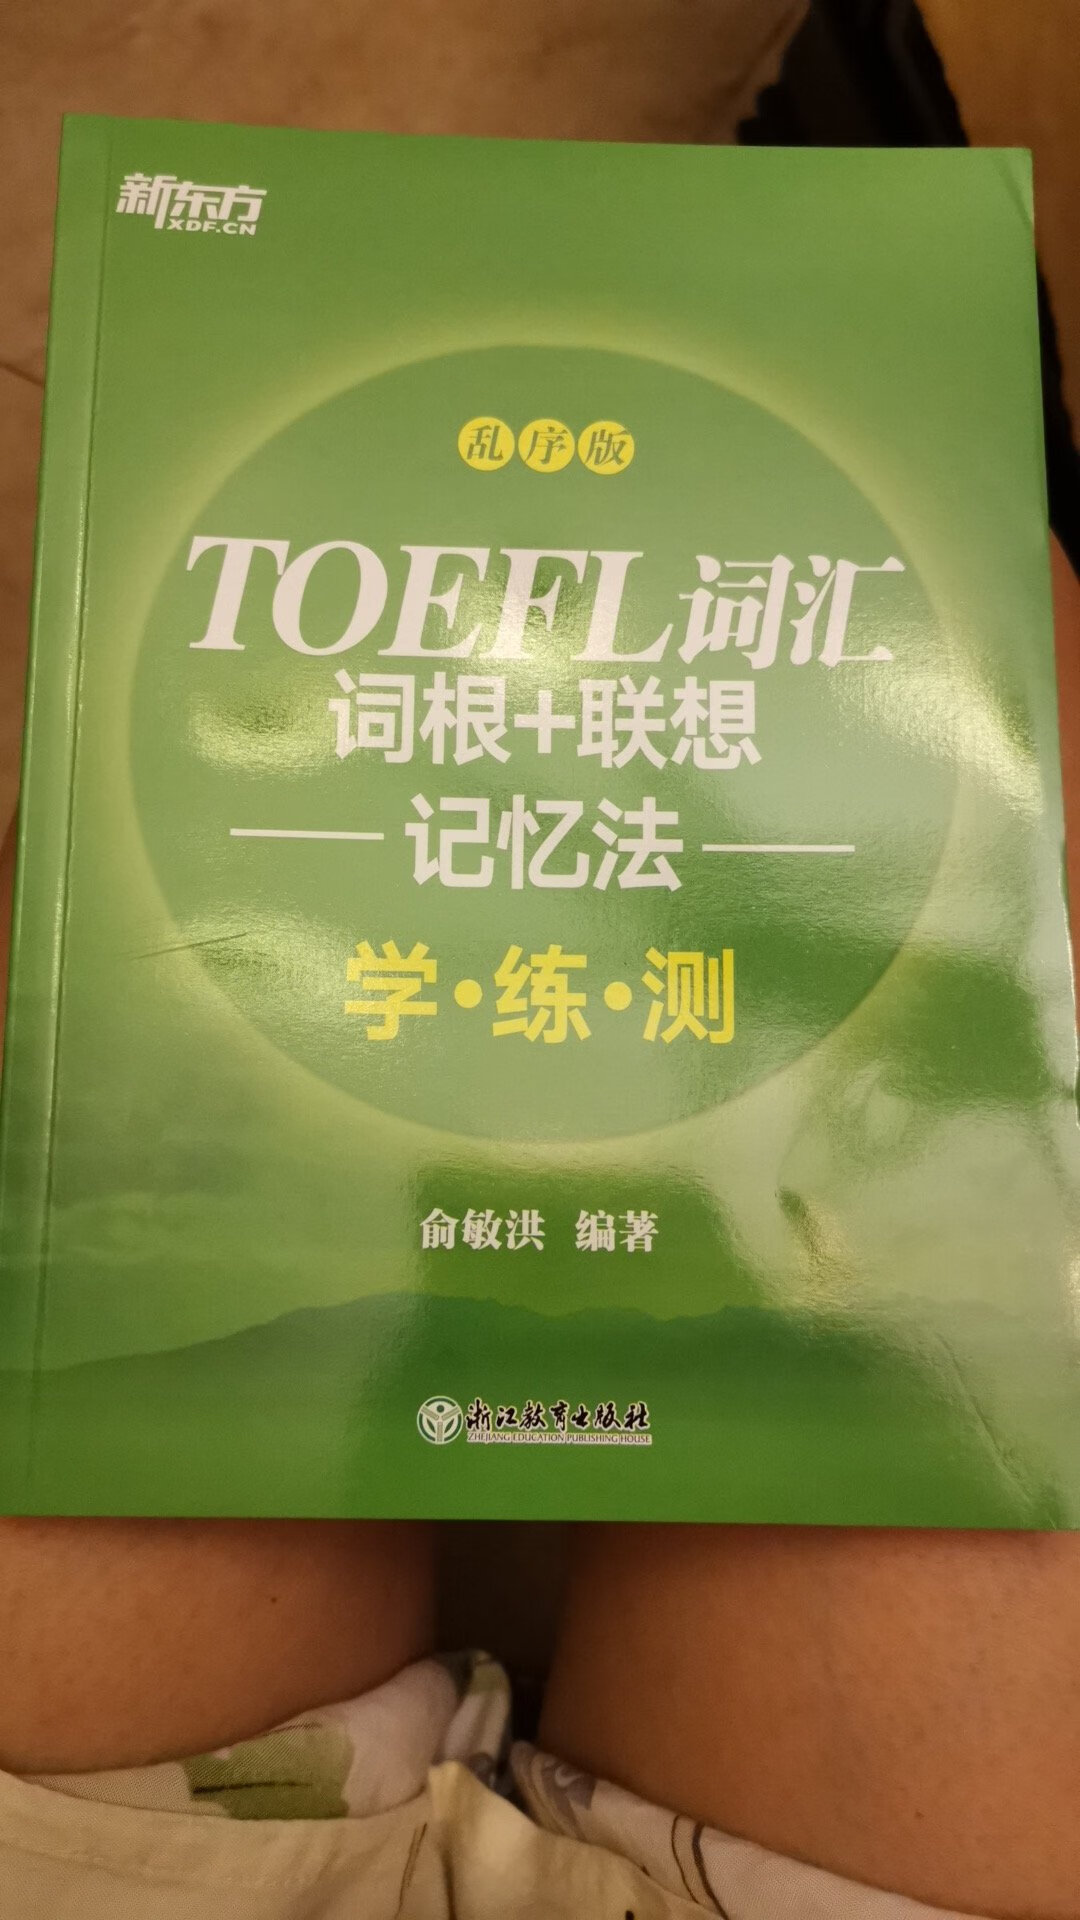 新东方
XDF.CN
乱序版
TOEFL词汇
词根+联想
记忆法
学·练·测
俞敏洪 编著
浙江教育出版社
ZHEJIANG EDUCATION PUBLISHING HOUSE